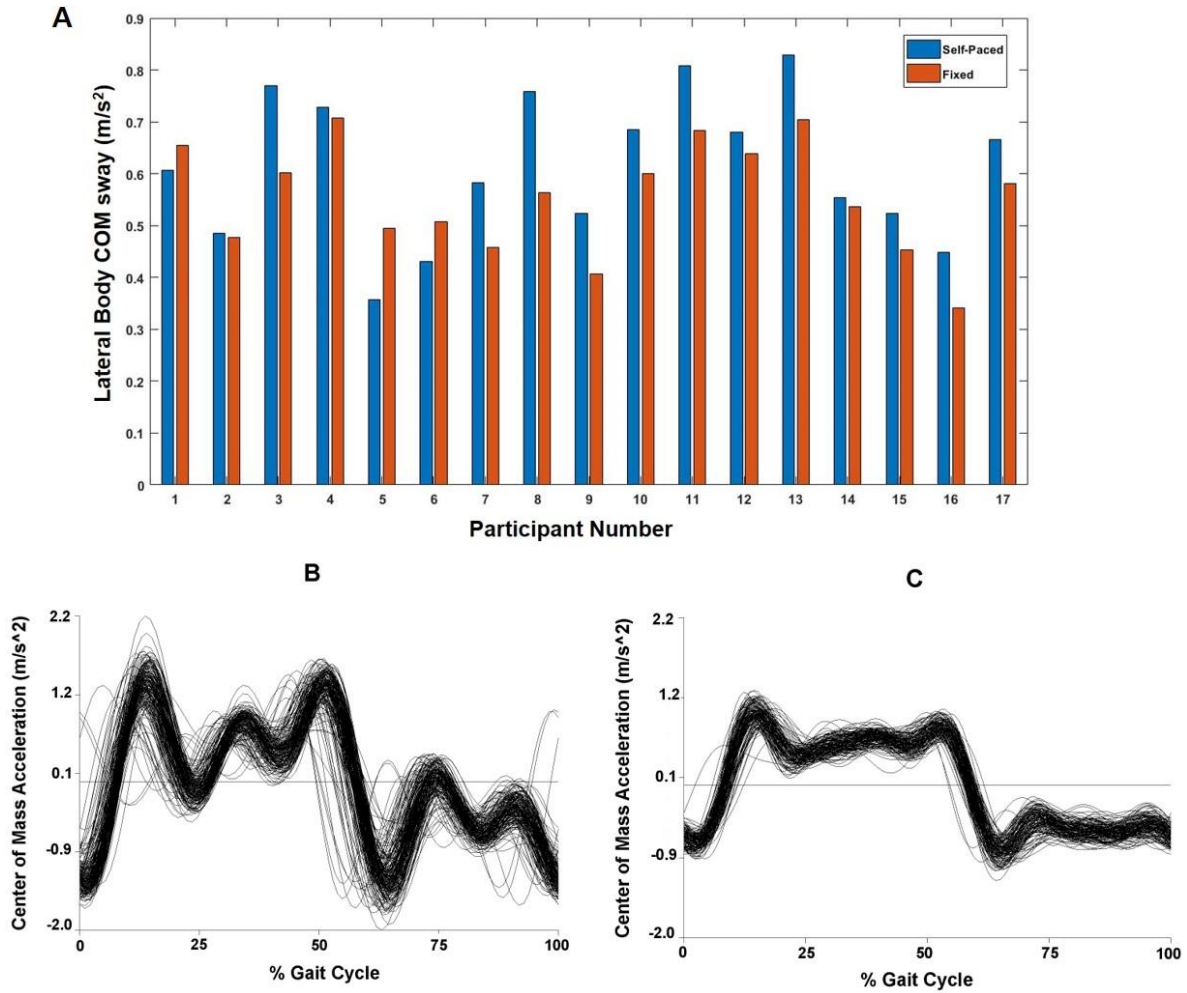 A
Lateral Body COM sway (m/s²)
0.9
0.8
0.7
0.6
0.5
0.4
0.3
0.2
0.1
0
Self-Paced
Fixed
1 2 3 4 5 6 7 8 9 10 11 12 13 14 15 16 17
Participant Number
B
Center of Mass Acceleration (m/s^2)
2.2
1.2
0.1
-0.9
-2.0
0 25 50 75 100
% Gait Cycle
C
Center of Mass Acceleration (m/s^2)
2.2
1.2
0.1
-0.9
-2.0
0 25 50 75 100
% Gait Cycle